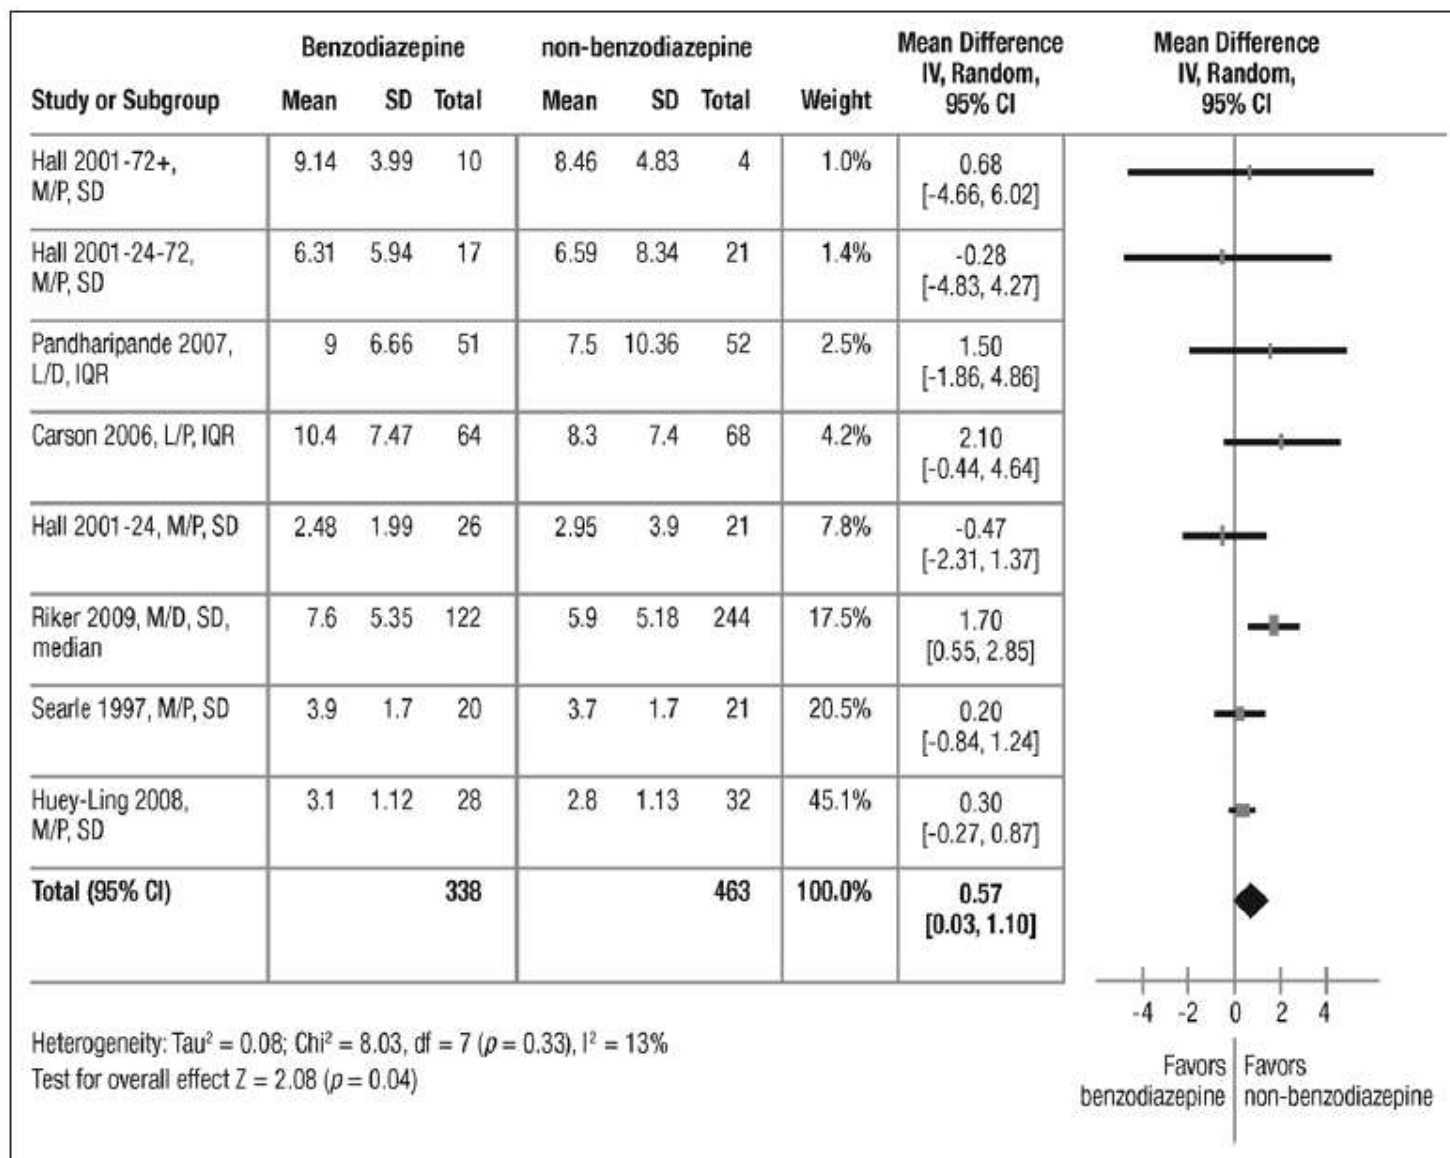 Benzodiazepine non-benzodiazepine Mean Difference Mean Difference
IV, Random, IV, Random,
Study or Subgroup Mean SD Total Mean SD Total Weight 95% CI 95% CI
Hall 2001-72+, 9.14 3.99 10 8.46 4.83 4 1.0% 0.68
M/P, SD [-4.66, 6.02]
Hall 2001-24-72, 6.31 5.94 17 6.59 8.34 21 1.4% -0.28
M/P, SD [-4.83, 4.27]
Pandharipande 2007, 9 6.66 51 7.5 10.36 52 2.5% 1.50
L/D, IQR [-1.86, 4.86]
Carson 2006, L/P, IQR 10.4 7.47 64 8.3 7.4 68 4.2% 2.10
[-0.44, 4.64]
Hall 2001-24, M/P, SD 2.48 1.99 26 2.95 3.9 21 7.8% -0.47
[-2.31, 1.37]
Riker 2009, M/D, SD, 7.6 5.35 122 5.9 5.18 244 17.5% 1.70
median [0.55, 2.85]
Searle 1997, M/P, SD 3.9 1.7 20 3.7 1.7 21 20.5% 0.20
[-0.84, 1.24]
Huey-Ling 2008, 3.1 1.12 28 2.8 1.13 32 45.1% 0.30
M/P, SD [-0.27, 0.87]
Total (95% CI) 338 463 100.0% 0.57
[0.03, 1.10]
-4 -2 0 2 4
Heterogeneity: Tau² = 0.08; Chi² = 8.03, df = 7 (p = 0.33), I² = 13%
Test for overall effect Z = 2.08 (p = 0.04)
Favors Favors
benzodiazepine non-benzodiazepine